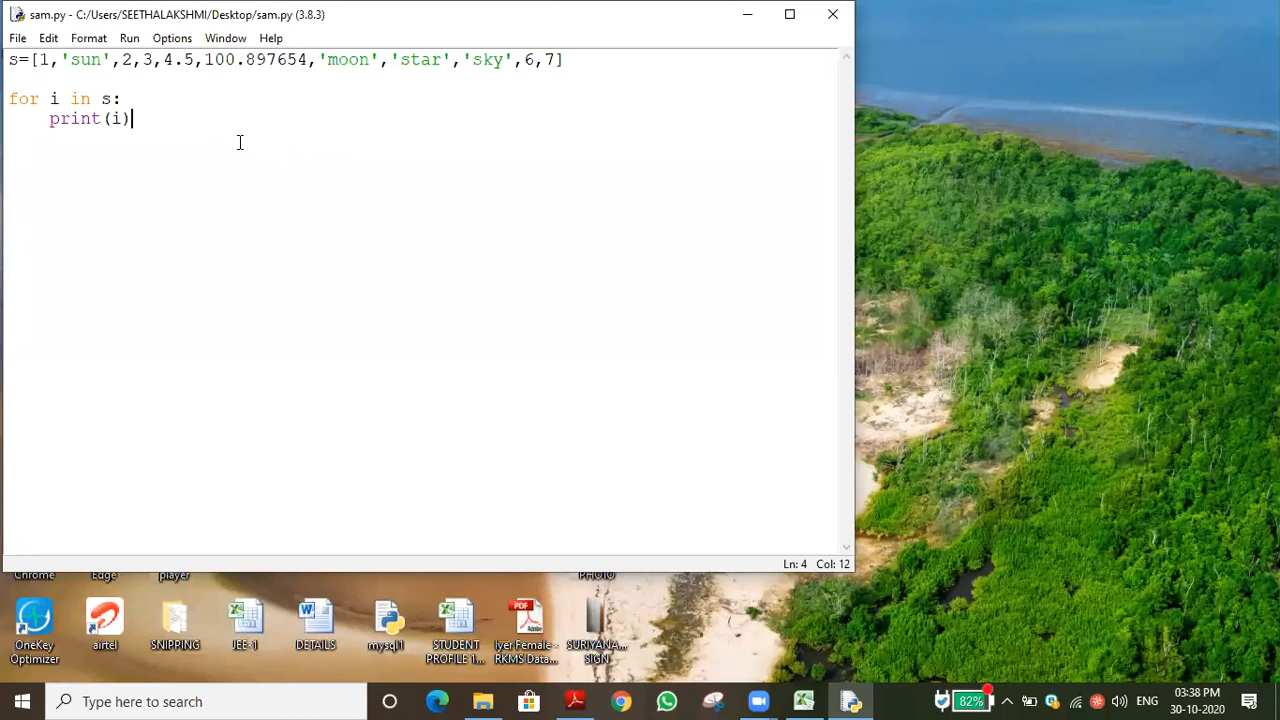 sam.py - C:/Users/SEETHALAKSHMI/Desktop/sam.py (3.8.3)
File Edit Format Run Options Window Help
s=[1,'sun',2,3,4.5,100.897654,'moon','star','sky',6,7]
for i in s:
    print(i)
Ln: 4 Col: 12
Chrome Edge player PHOTO
OneKey Optimizer
airtel
SNIPPING
JEE-1
DETAILS
mysql1
STUDENT PROFILE 1...
PDF
Iyer Female - RKMS Data...
SURIYANA... SIGN
Type here to search
82%
ENG
03:38 PM
30-10-2020